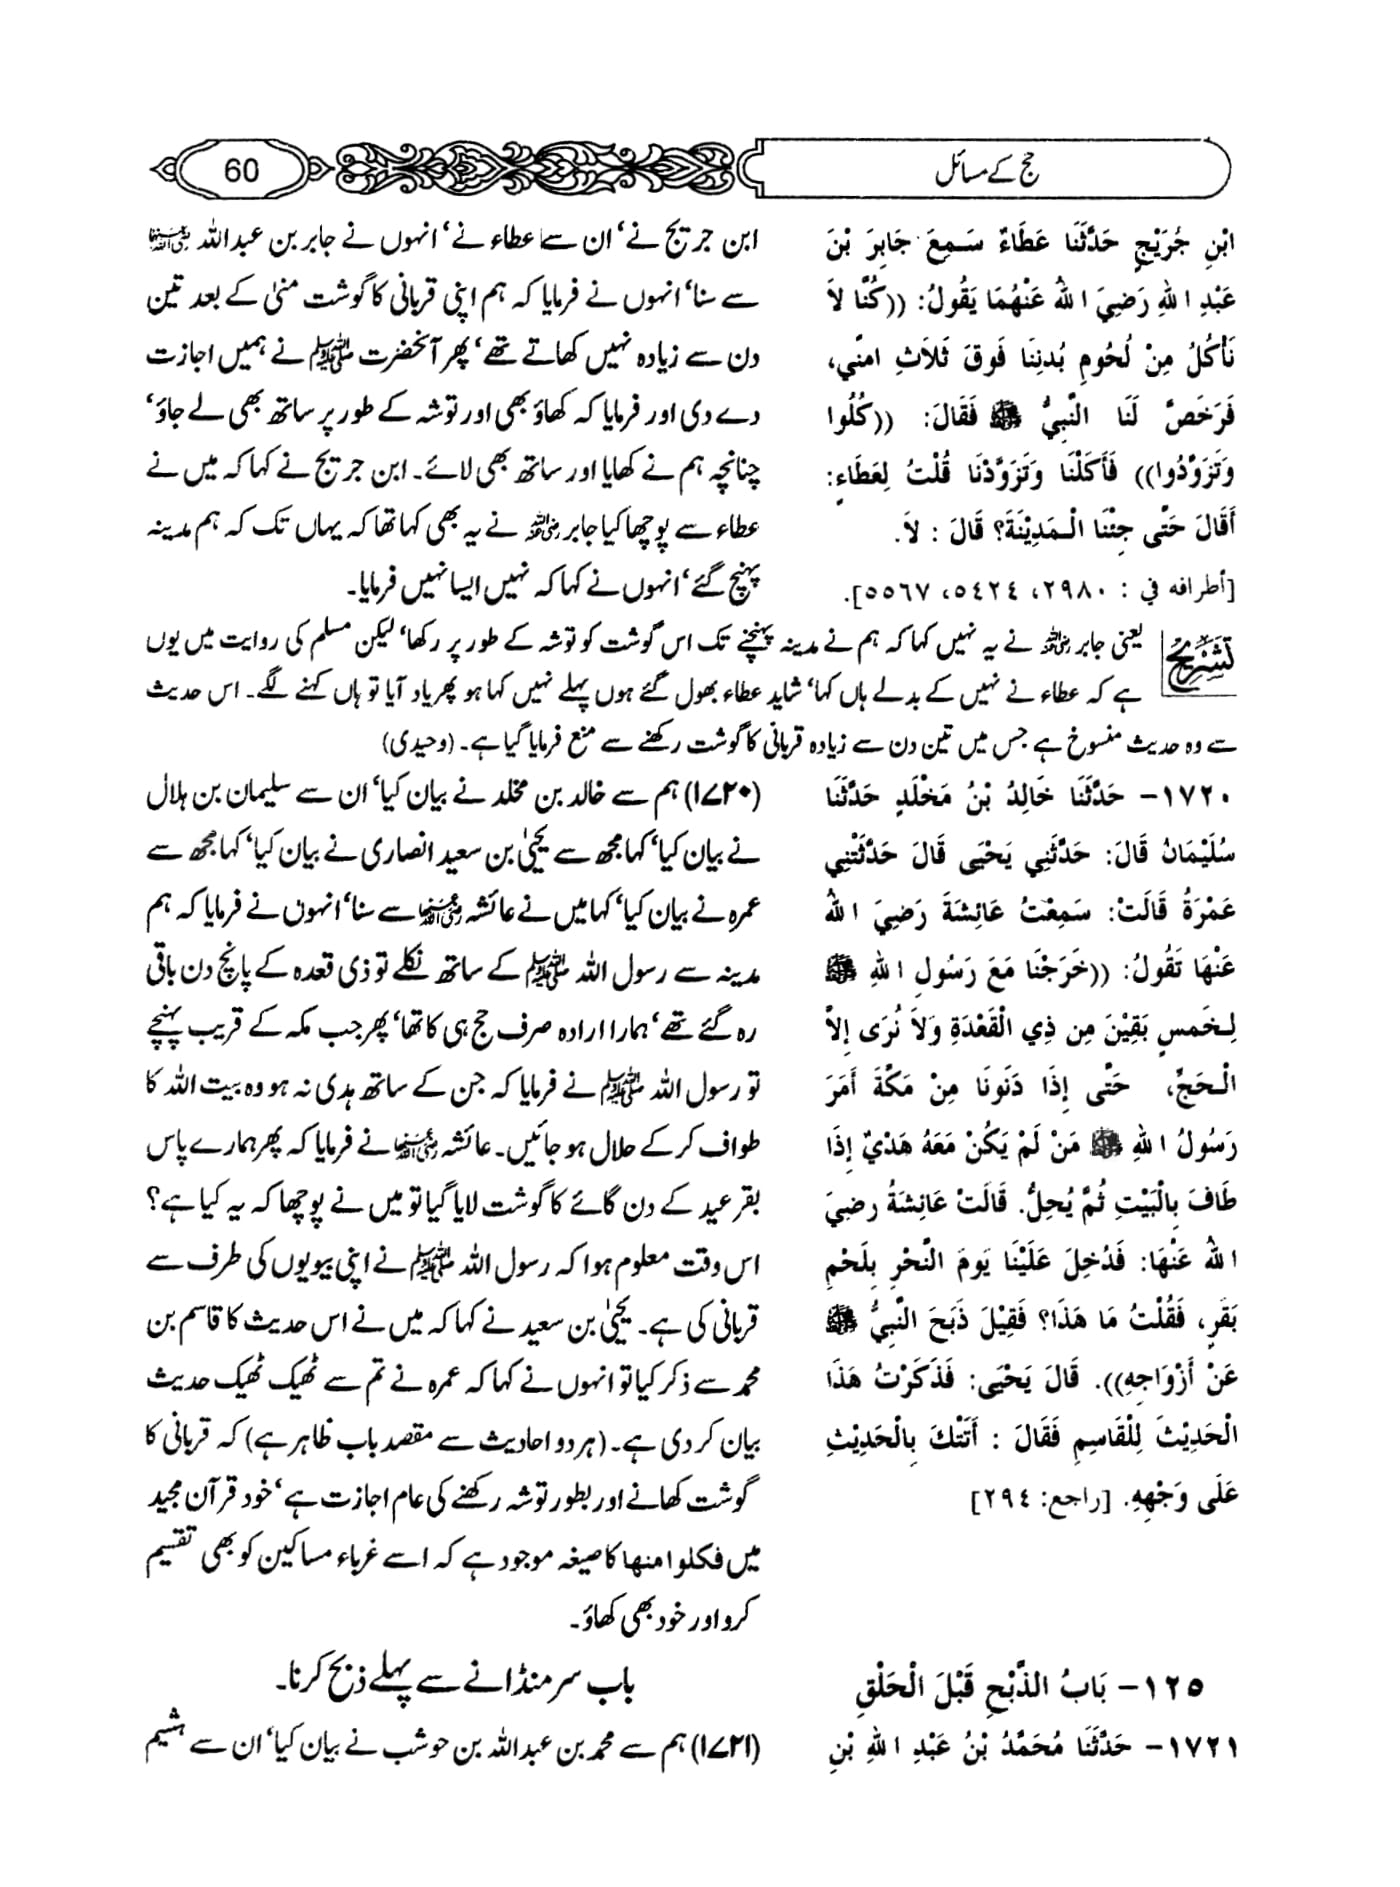 حج کے مسائل
60
ابْنِ جُرَيْجٍ حَدَّثَنَا عَطَاءٌ سَمِعَ جَابِرَ بْنَ
عَبْدِ اللهِ رَضِيَ اللهُ عَنْهُمَا يَقُولُ: ((كُنَّا لاَ
نَأْكُلُ مِنْ لُحُومِ بُدنِنَا فَوقَ ثَلاَثِ امنّي،
فَرَخَصَّ لَنَا النَّبِيُّ ﷺ فَقَالَ: ((كُلُوا
وَتَزَوَّدُوا)) فَأَكَلْنَا وَتَزَوَّدْنَا قُلْتُ لِعَطَاءٍ:
أَقَالَ حَتَّى جِئْنَا الْمَدِيْنَةَ؟ قَالَ : لاَ.
[أطرافه في : ٢٩٨٠، ٥٤٢٤، ٥٥٦٧].
ابن جریج نے‘ ان سے عطاء نے‘ انہوں نے جابر بن عبداللہ رضی اللہ عنہما
سے سنا‘ انہوں نے فرمایا کہ ہم اپنی قربانی کا گوشت منیٰ کے بعد تین
دن سے زیادہ نہیں کھاتے تھے‘ پھر آنحضرت ﷺ نے ہمیں اجازت
دے دی اور فرمایا کہ کھاؤ بھی اور توشہ کے طور پر ساتھ بھی لے جاؤ‘
چنانچہ ہم نے کھایا اور ساتھ بھی لائے۔ ابن جریج نے کہا کہ میں نے
عطاء سے پوچھا کیا جابر رضی اللہ عنہ نے یہ بھی کہا تھا کہ یہاں تک کہ ہم مدینہ
پہنچ گئے‘ انہوں نے کہا کہ نہیں ایسا نہیں فرمایا۔
تشریح یعنی جابر رضی اللہ عنہ نے یہ نہیں کہا کہ ہم نے مدینہ پہنچنے تک اس گوشت کو توشہ کے طور پر رکھا‘ لیکن مسلم کی روایت میں یوں
ہے کہ عطاء نے نہیں کے بدلے ہاں کہا‘ شاید عطاء بھول گئے ہوں پہلے نہیں کہا ہو پھر یاد آیا تو ہاں کہنے لگے۔ اس حدیث
سے وہ حدیث منسوخ ہے جس میں تین دن سے زیادہ قربانی کا گوشت رکھنے سے منع فرمایا گیا ہے۔ (وحیدی)
١٧٢٠- حَدَّثَنَا خَالِدُ بْنُ مَخْلَدٍ حَدَّثَنَا
سُلَيْمَانُ قَالَ: حَدَّثَنِي يَحْيَى قَالَ حَدَّثَتْنِي
عَمْرَةُ قَالَتْ: سَمِعْتُ عَائِشَةَ رَضِيَ اللهُ
عَنْهَا تَقُولُ: ((خَرَجْنَا مَعَ رَسُولِ اللهِ ﷺ
لِخَمسٍ بَقِيْنَ مِن ذِي الْقَعْدَةِ وَلاَ نُرَى إِلاَّ
الْحَجَّ، حَتَّى إِذَا دَنَونَا مِنْ مَكَّةَ أَمَرَ
رَسُولُ اللهِ ﷺ مَنْ لَمْ يَكُنْ مَعَهُ هَدْيٌ إِذَا
طَافَ بِالْبَيْتِ ثُمَّ يُحِلُّ. قَالَتْ عَائِشَةُ رضِيَ
اللهُ عَنْهَا: فَدُخِلَ عَلَيْنَا يَومَ النَّحْرِ بِلَحْمِ
بَقَرٍ، فَقُلْتُ مَا هَذَا؟ فَقِيْلَ ذَبَحَ النَّبِيُّ ﷺ
عَنْ أَزْوَاجِهِ)). قَالَ يَحْيَى: فَذَكَرْتُ هَذَا
الْحَدِيْثَ لِلْقَاسِمِ فَقَالَ : أَتَتْكَ بِالْحَدِيْثِ
عَلَى وَجْهِهِ. [راجع: ٢٩٤]
(۱۷۲۰) ہم سے خالد بن مخلد نے بیان کیا‘ ان سے سلیمان بن ہلال
نے بیان کیا‘ کہا مجھ سے یحییٰ بن سعید انصاری نے بیان کیا‘ کہا مجھ سے
عمرہ نے بیان کیا‘ کہا میں نے عائشہ رضی اللہ عنہا سے سنا‘ انہوں نے فرمایا کہ ہم
مدینہ سے رسول اللہ ﷺ کے ساتھ نکلے تو ذی قعدہ کے پانچ دن باقی
رہ گئے تھے‘ ہمارا ارادہ صرف حج ہی کا تھا‘ پھر جب مکہ کے قریب پہنچے
تو رسول اللہ ﷺ نے فرمایا کہ جن کے ساتھ ہدی نہ ہو وہ بیت اللہ کا
طواف کر کے حلال ہو جائیں۔ عائشہ رضی اللہ عنہا نے فرمایا کہ پھر ہمارے پاس
بقر عید کے دن گائے کا گوشت لایا گیا تو میں نے پوچھا کہ یہ کیا ہے؟
اس وقت معلوم ہوا کہ رسول اللہ ﷺ نے اپنی بیویوں کی طرف سے
قربانی کی ہے۔ یحییٰ بن سعید نے کہا کہ میں نے اس حدیث کا قاسم بن
محمد سے ذکر کیا تو انہوں نے کہا کہ عمرہ نے تم سے ٹھیک ٹھیک حدیث
بیان کر دی ہے۔ (ہر دو احادیث سے مقصد باب ظاہر ہے) کہ قربانی کا
گوشت کھانے اور بطور توشہ رکھنے کی عام اجازت ہے‘ خود قرآن مجید
میں فکلوا منھا کا صیغہ موجود ہے کہ اسے غرباء مساکین کو بھی تقسیم
کرو اور خود بھی کھاؤ۔
١٢٥- بَابُ الذَّبْحِ قَبْلَ الْحَلْقِ
باب سر منڈانے سے پہلے ذبح کرنا۔
١٧٢١- حَدَّثَنَا مُحَمَّدُ بْنُ عَبْدِ اللهِ بْنِ
(۱۷۲۱) ہم سے محمد بن عبداللہ بن حوشب نے بیان کیا‘ ان سے ہشیم